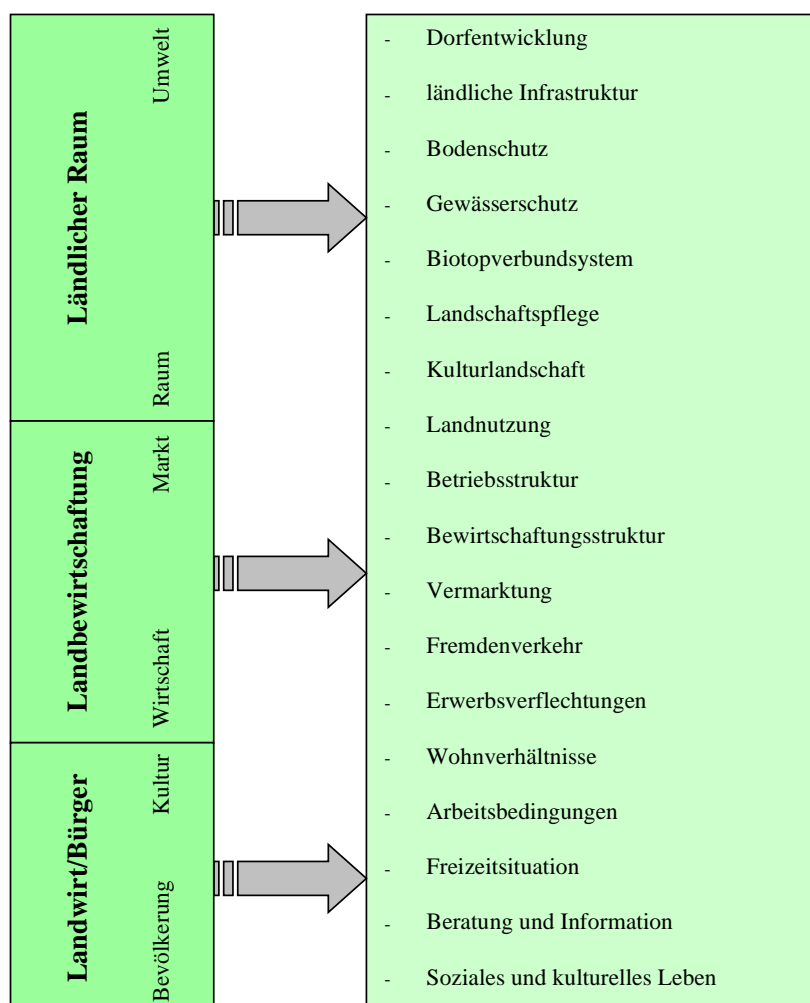 Ländlicher Raum
Umwelt
Raum
Landbewirtschaftung
Markt
Wirtschaft
Landwirt/Bürger
Kultur
Bevölkerung
- Dorfentwicklung
- ländliche Infrastruktur
- Bodenschutz
- Gewässerschutz
- Biotopverbundsystem
- Landschaftspflege
- Kulturlandschaft
- Landnutzung
- Betriebsstruktur
- Bewirtschaftungsstruktur
- Vermarktung
- Fremdenverkehr
- Erwerbsverflechtungen
- Wohnverhältnisse
- Arbeitsbedingungen
- Freizeitsituation
- Beratung und Information
- Soziales und kulturelles Leben